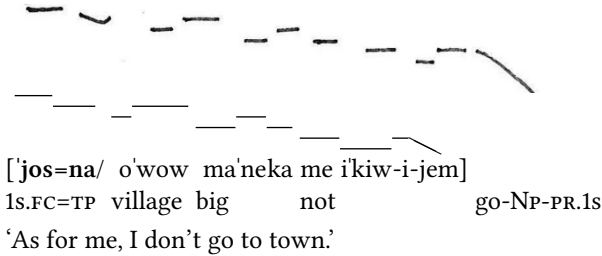 [ˈjos=na/ oˈwow maˈneka me iˈkiw-i-jem]
1s.FC=TP village big not go-NP-PR.1s
‘As for me, I don’t go to town.’